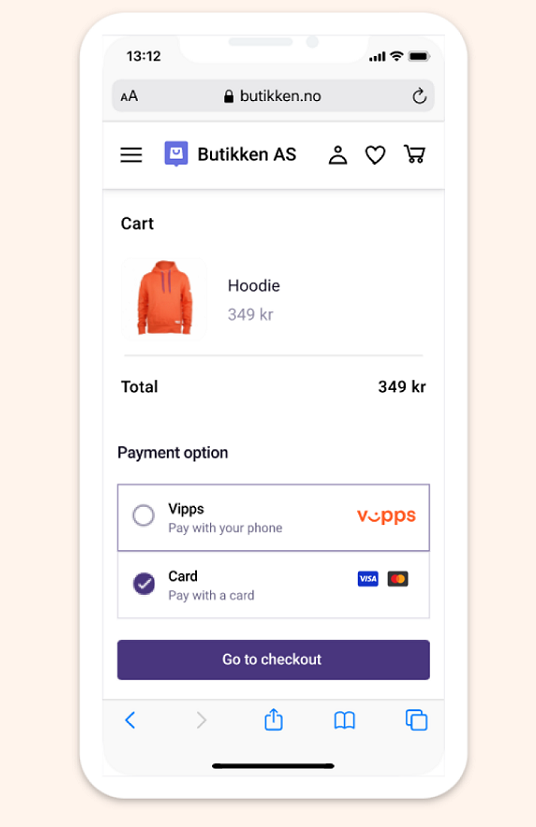 13:12
AA butikken.no
Butikken AS
Cart
Hoodie
349 kr
Total 349 kr
Payment option
Vipps
Pay with your phone
vipps
Card
Pay with a card
VISA
Go to checkout